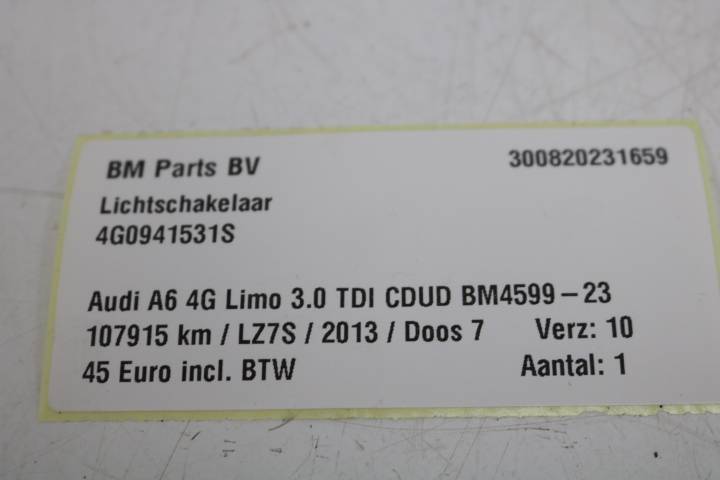 BM Parts BV 300820231659
Lichtschakelaar
4G0941531S
Audi A6 4G Limo 3.0 TDI CDUD BM4599-23
107915 km / LZ7S / 2013 / Doos 7 Verz: 10
45 Euro incl. BTW Aantal: 1